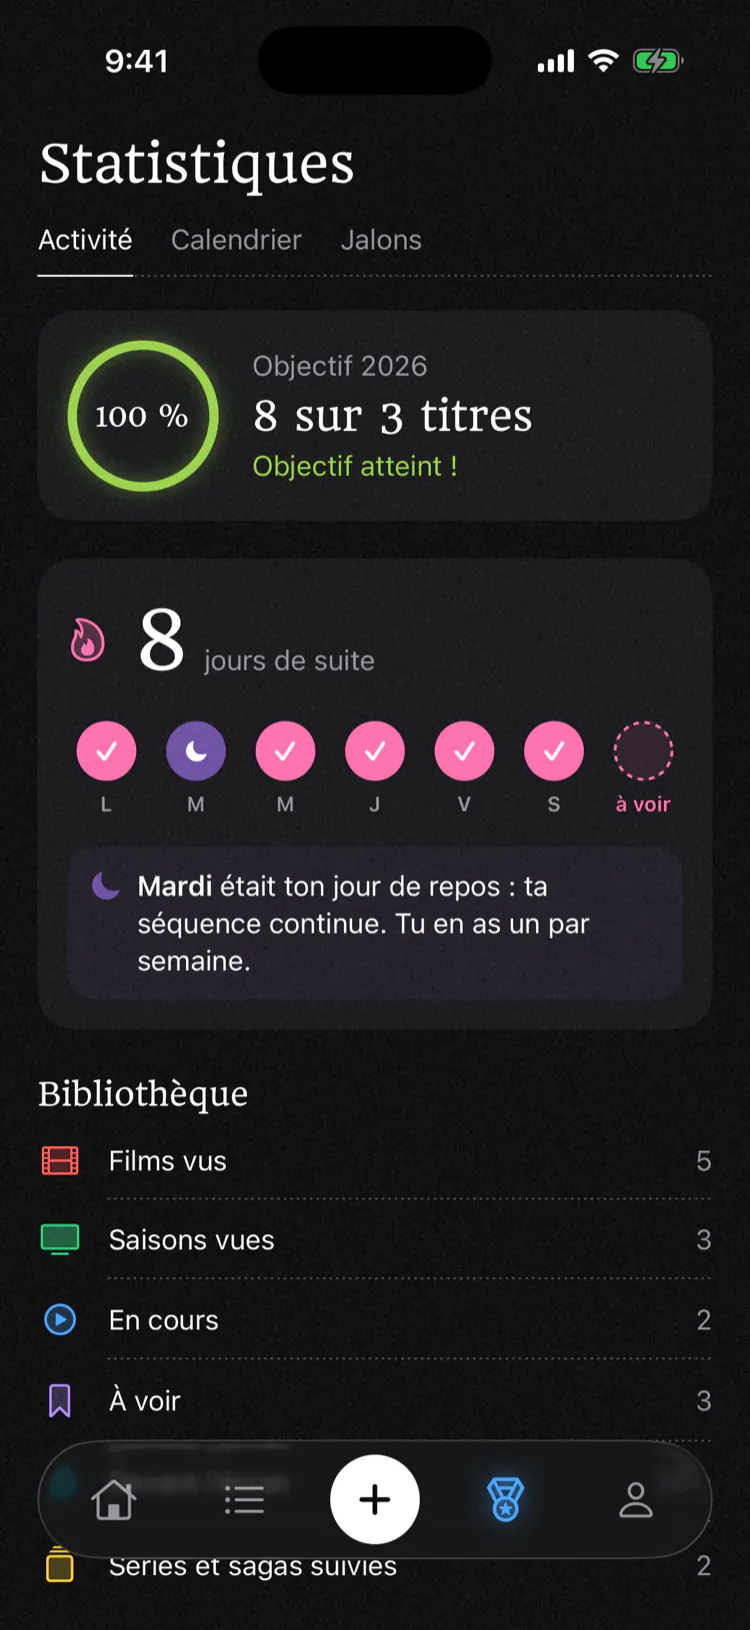 9:41
Statistiques
Activité Calendrier Jalons
Objectif 2026
100 %
8 sur 3 titres
Objectif atteint !
8 jours de suite
L M M J V S à voir
Mardi était ton jour de repos : ta
séquence continue. Tu en as un par
semaine.
Bibliothèque
Films vus 5
Saisons vues 3
En cours 2
À voir 3
Séries et sagas suivies 2